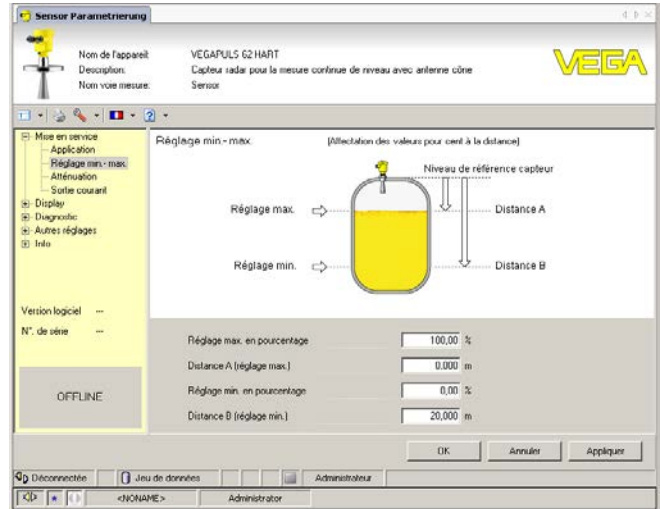 Sensor Parametrierung
Nom de l'appareil: VEGAPULS 62 HART
Description: Capteur radar pour la mesure continue de niveau avec antenne cône
Nom voie mesure: Sensor
VEGA
Mise en service
Application
Réglage min.- max.
Atténuation
Sortie courant
Display
Diagnostic
Autres réglages
Info
Version logiciel ---
N°. de série ---
OFFLINE
Réglage min.- max. (Affectation des valeurs pour cent à la distance)
Niveau de référence capteur
Réglage max. Distance A
Réglage min. Distance B
Réglage max. en pourcentage 100,00 %
Distance A (réglage max.) 0,000 m
Réglage min. en pourcentage 0,00 %
Distance B (réglage min.) 20,000 m
OK Annuler Appliquer
Déconnectée Jeu de données Administrateur
<NONAME> Administrator